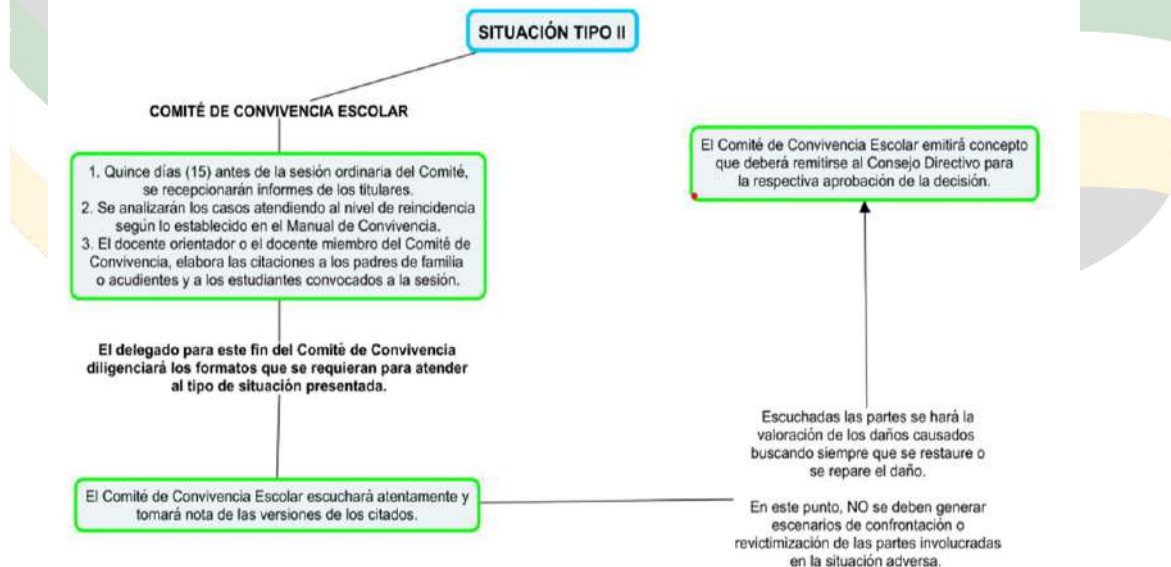 SITUACIÓN TIPO II
COMITÉ DE CONVIVENCIA ESCOLAR
1. Quince días (15) antes de la sesión ordinaria del Comité,
se recepcionarán informes de los titulares.
2. Se analizarán los casos atendiendo al nivel de reincidencia
según lo establecido en el Manual de Convivencia.
3. El docente orientador o el docente miembro del Comité de
Convivencia, elabora las citaciones a los padres de familia
o acudientes y a los estudiantes convocados a la sesión.
El delegado para este fin del Comité de Convivencia
diligenciará los formatos que se requieran para atender
al tipo de situación presentada.
El Comité de Convivencia Escolar escuchará atentamente y
tomará nota de las versiones de los citados.
Escuchadas las partes se hará la
valoración de los daños causados
buscando siempre que se restaure o
se repare el daño.
En este punto, NO se deben generar
escenarios de confrontación o
revictimización de las partes involucradas
en la situación adversa.
El Comité de Convivencia Escolar emitirá concepto
que deberá remitirse al Consejo Directivo para
la respectiva aprobación de la decisión.